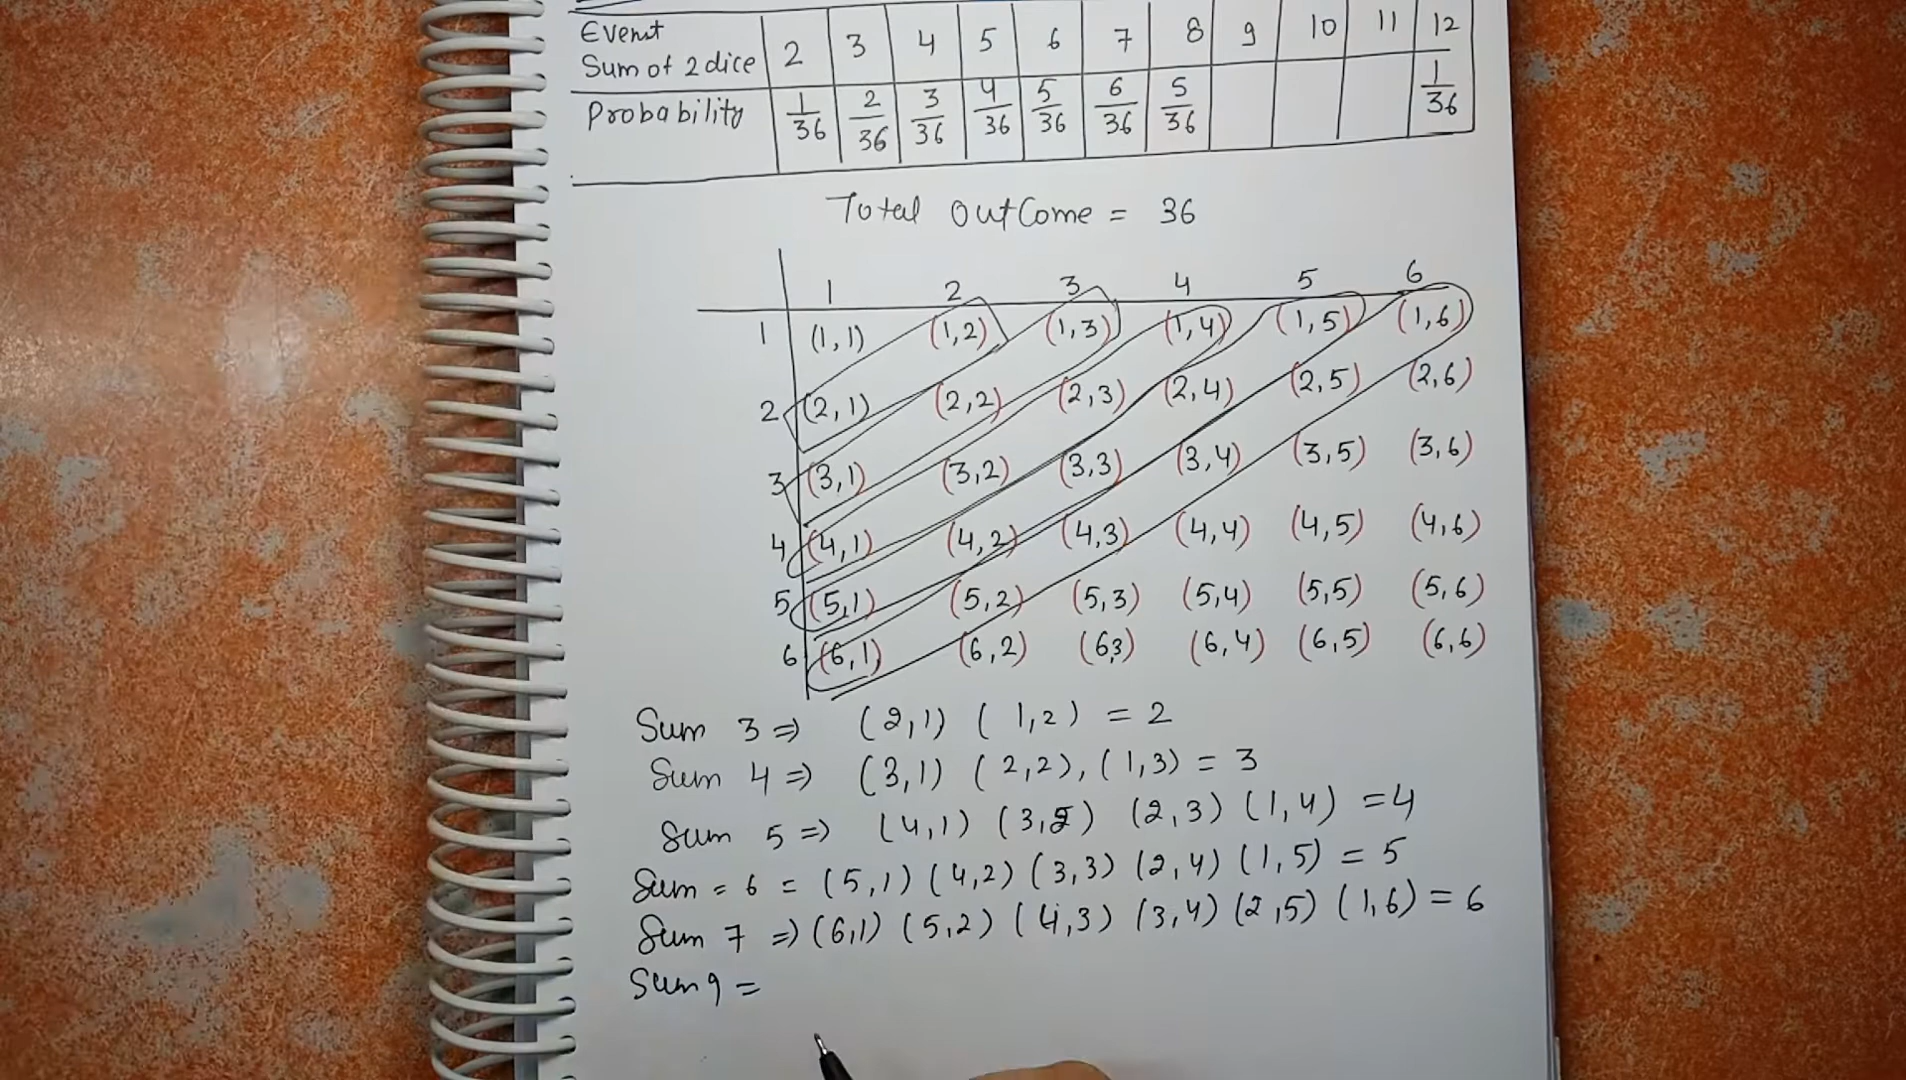 Event
Sum of 2 dice 2 3 4 5 6 7 8 9 10 11 12
Probability 1/36 2/36 3/36 4/36 5/36 6/36 5/36 1/36
Total outcome = 36
1 2 3 4 5 6
1 (1,1) (1,2) (1,3) (1,4) (1,5) (1,6)
2 (2,1) (2,2) (2,3) (2,4) (2,5) (2,6)
3 (3,1) (3,2) (3,3) (3,4) (3,5) (3,6)
4 (4,1) (4,2) (4,3) (4,4) (4,5) (4,6)
5 (5,1) (5,2) (5,3) (5,4) (5,5) (5,6)
6 (6,1) (6,2) (6,3) (6,4) (6,5) (6,6)
Sum 3 => (2,1) (1,2) = 2
Sum 4 => (3,1) (2,2), (1,3) = 3
Sum 5 => (4,1) (3,2) (2,3) (1,4) = 4
Sum = 6 = (5,1) (4,2) (3,3) (2,4) (1,5) = 5
Sum 7 => (6,1) (5,2) (4,3) (3,4) (2,5) (1,6) = 6
Sum 9 =